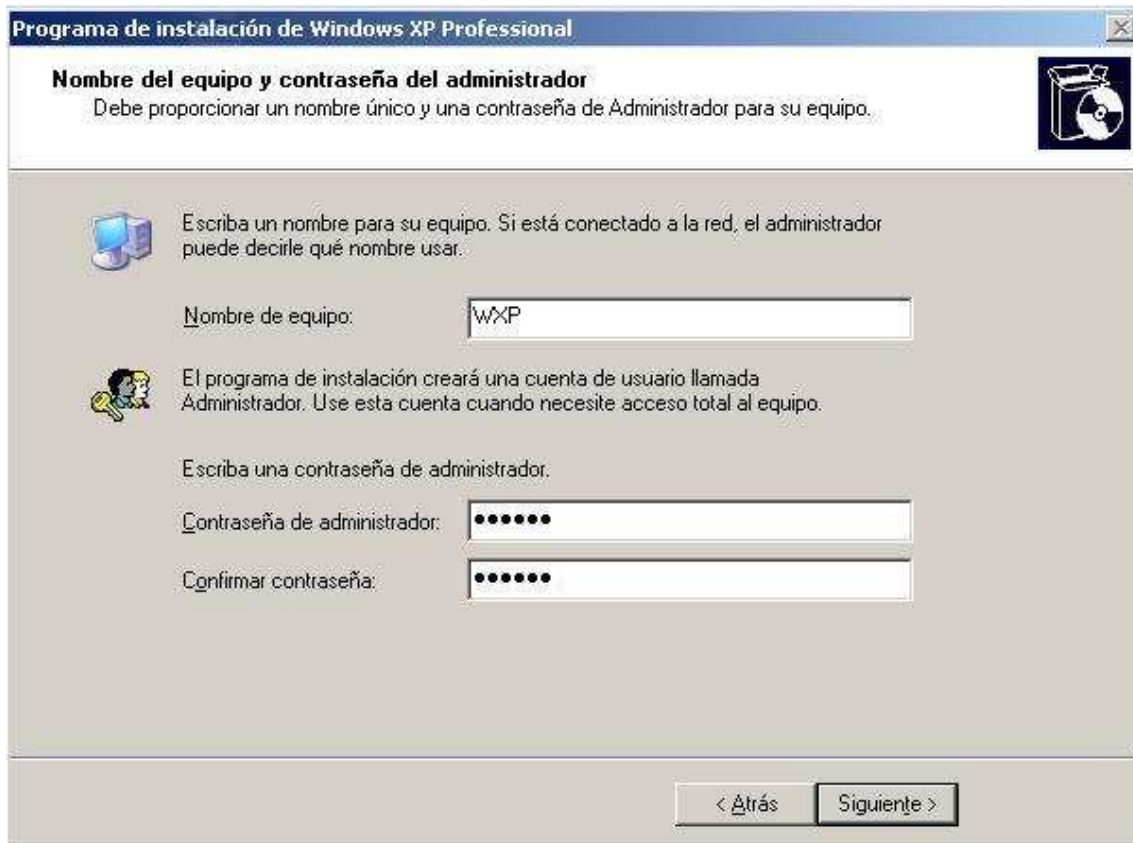 Programa de instalación de Windows XP Professional
Nombre del equipo y contraseña del administrador
Debe proporcionar un nombre único y una contraseña de Administrador para su equipo.
Escriba un nombre para su equipo. Si está conectado a la red, el administrador
puede decirle qué nombre usar.
Nombre de equipo: WXP
El programa de instalación creará una cuenta de usuario llamada
Administrador. Use esta cuenta cuando necesite acceso total al equipo.
Escriba una contraseña de administrador.
Contraseña de administrador: ••••••
Confirmar contraseña: ••••••
< Atrás Siguiente >